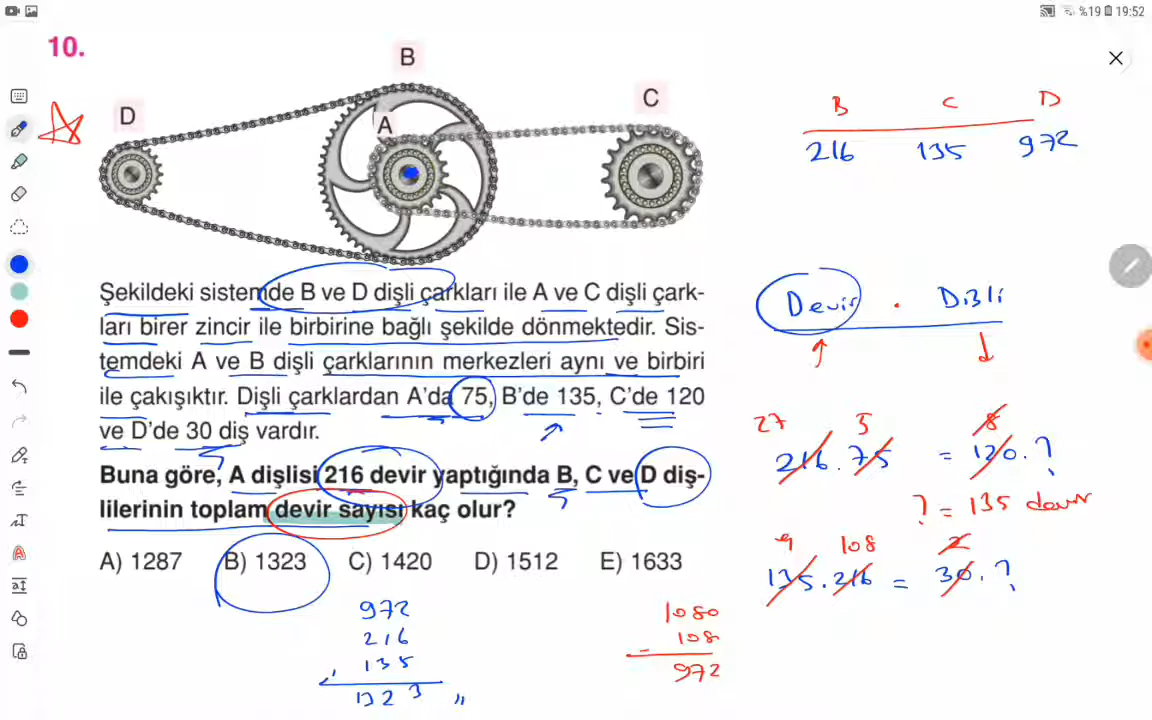 %19 19:52
10.
B
D
A
C
B C D
216 135 972
Şekildeki sistemde B ve D dişli çarkları ile A ve C dişli çark-
ları birer zincir ile birbirine bağlı şekilde dönmektedir. Sis-
temdeki A ve B dişli çarklarının merkezleri aynı ve birbiri
ile çakışıktır. Dişli çarklardan A'da 75, B'de 135, C'de 120
ve D'de 30 diş vardır.
Buna göre, A dişlisi 216 devir yaptığında B, C ve D diş-
lilerinin toplam devir sayısı kaç olur?
A) 1287 B) 1323 C) 1420 D) 1512 E) 1633
Devir . Dişli
27 5 8
216 . 75 = 120 . ?
? = 135 devir
9 108 2
135 . 216 = 30 . ?
972
216
135
1323
1080
- 108
972